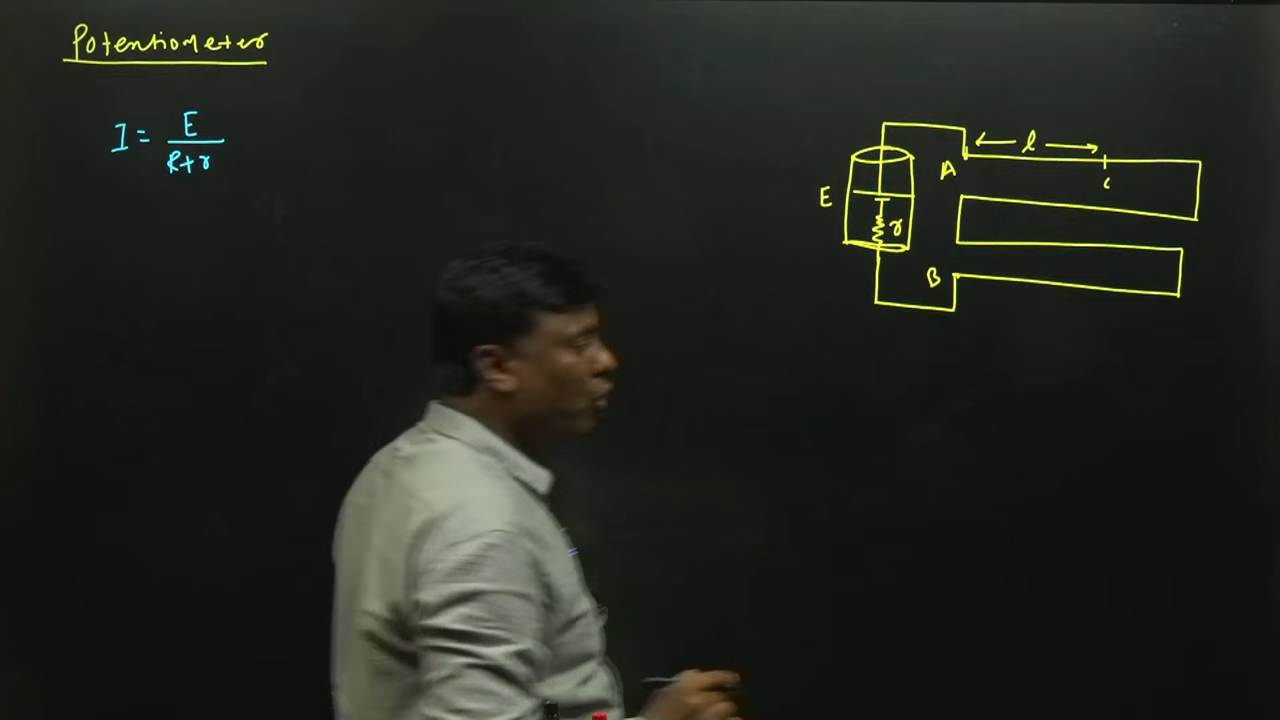 Potentiometer
I = E / R+r
← l →
A
c
E
r
B